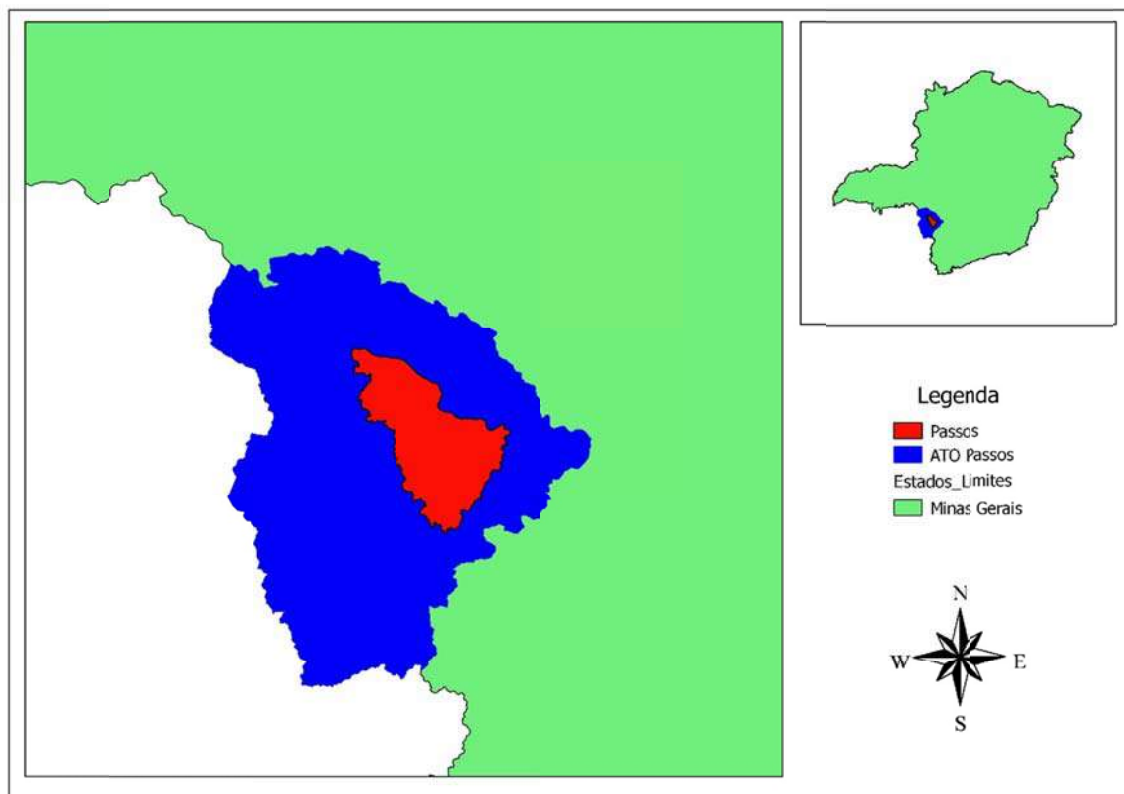 Legenda
Passos
ATO Passos
Estados_Limites
Minas Gerais
N
W E
S